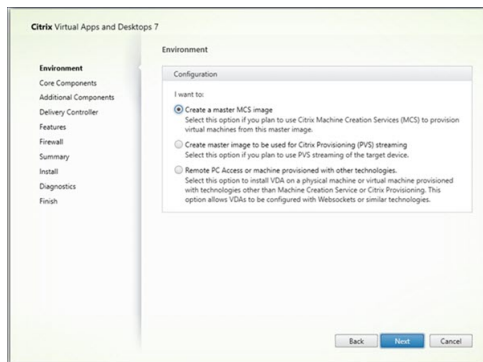 Citrix Virtual Apps and Desktops 7
Environment
Core Components
Additional Components
Delivery Controller
Features
Firewall
Summary
Install
Diagnostics
Finish
Environment
Configuration
I want to:
Create a master MCS image
Select this option if you plan to use Citrix Machine Creation Services (MCS) to provision
virtual machines from this master image.
Create master image to be used for Citrix Provisioning (PVS) streaming
Select this option if you plan to use PVS streaming of the target device.
Remote PC Access or machine provisioned with other technologies.
Select this option to install VDA on a physical machine or virtual machine provisioned
with technologies other than Machine Creation Service or Citrix Provisioning. This
option allows VDAs to be configured with Websockets or similar technologies.
Back
Next
Cancel